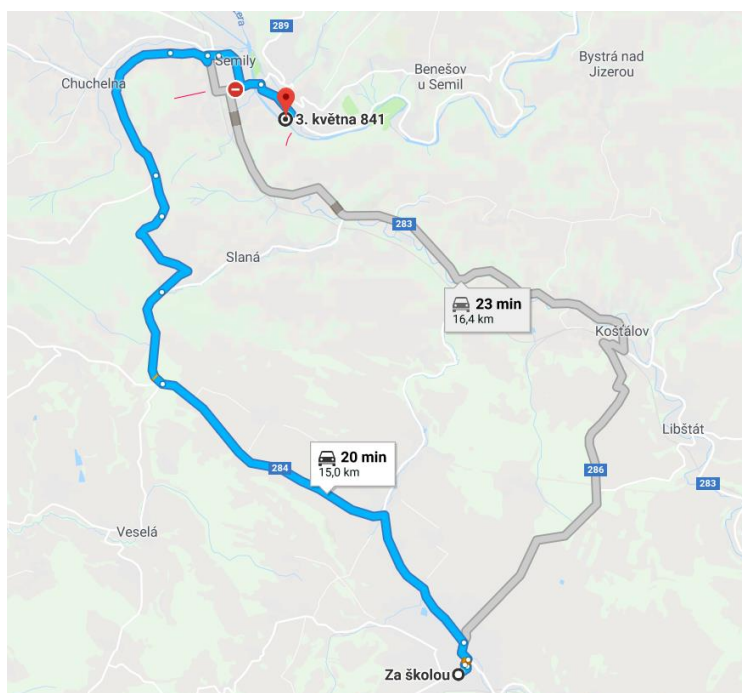 289
Semily
Chuchelna
Benešov
u Semil
Bystrá nad
Jizerou
3. května 841
283
Slaná
23 min
16,4 km
Košťálov
Libštát
20 min
15,0 km
284
286
283
Veselá
Za školou